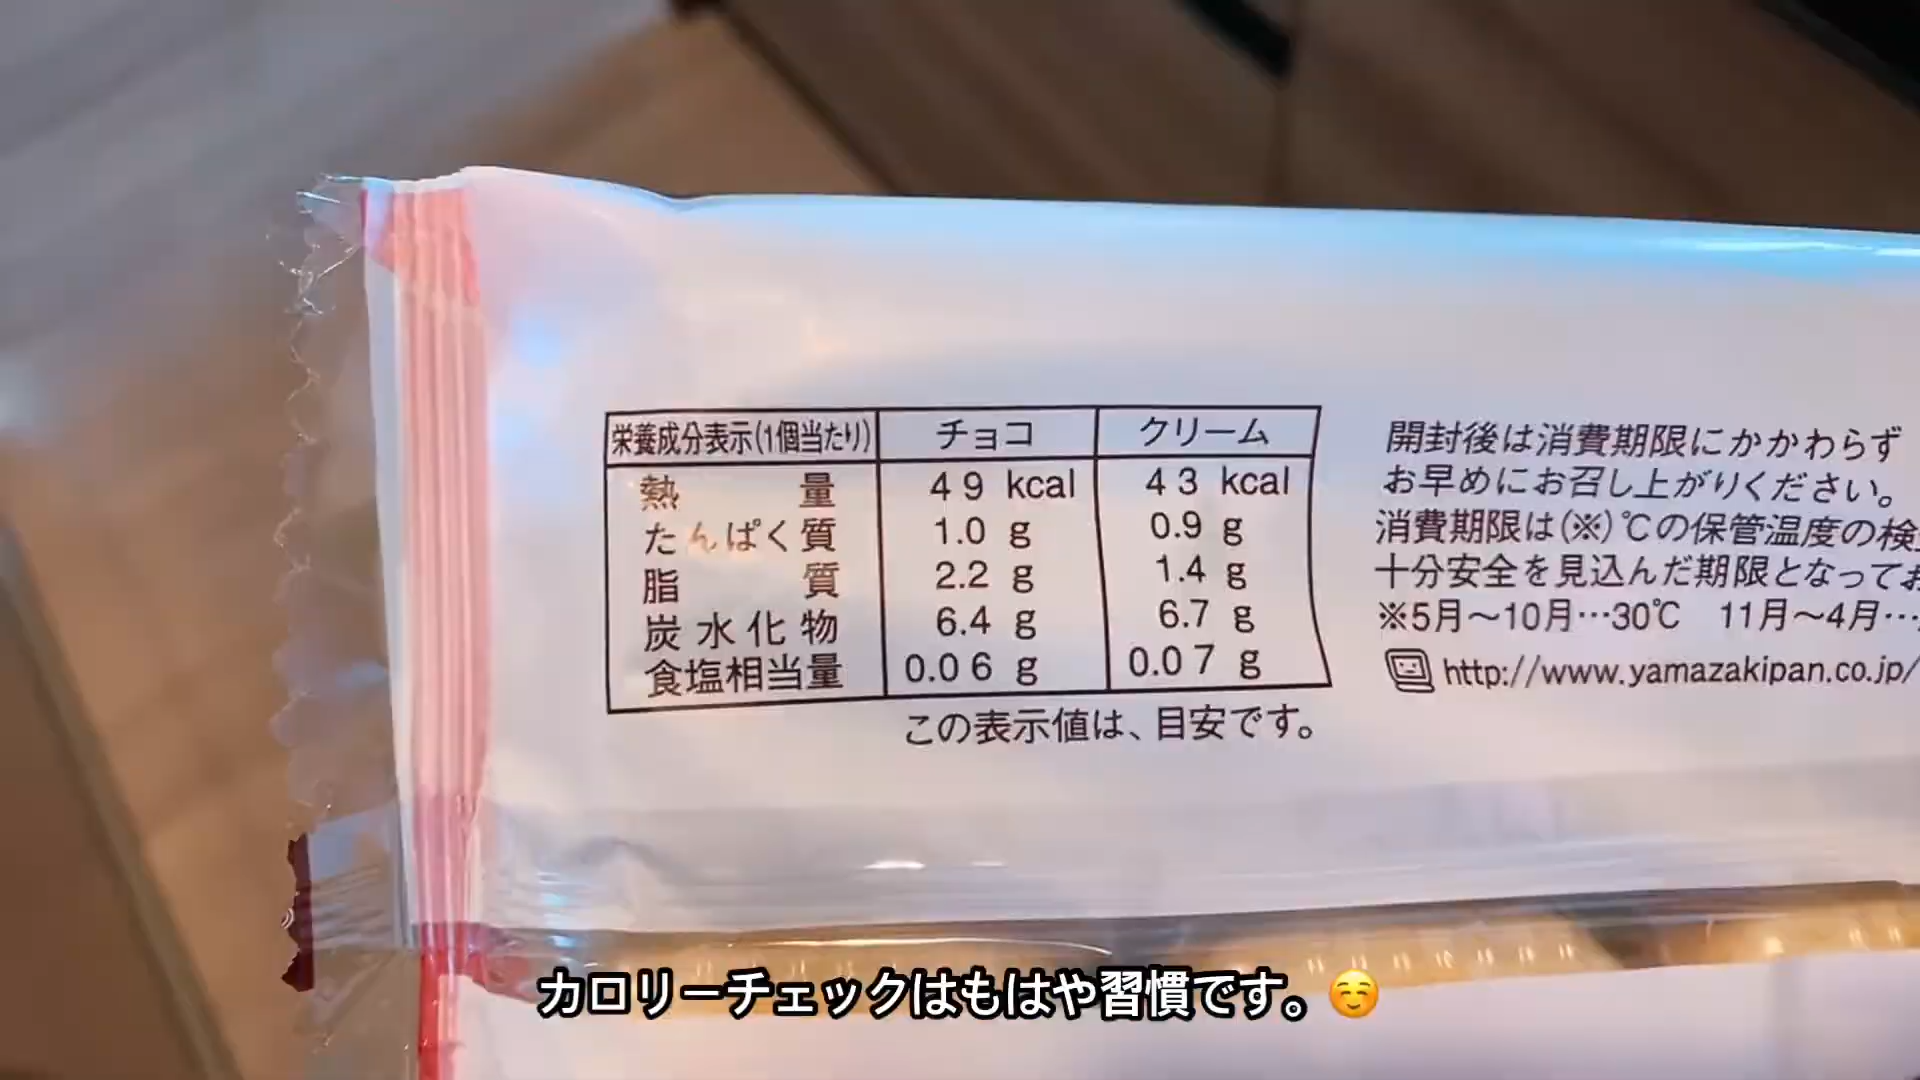 栄養成分表示(1個当たり) チョコ クリーム
熱量 49 kcal 43 kcal
たんぱく質 1.0 g 0.9 g
脂質 2.2 g 1.4 g
炭水化物 6.4 g 6.7 g
食塩相当量 0.06 g 0.07 g
この表示値は、目安です。
開封後は消費期限にかかわらず
お早めにお召し上がりください。
消費期限は(※)℃の保管温度の検
十分安全を見込んだ期限となってお
※5月〜10月…30℃ 11月〜4月…
http://www.yamazakipan.co.jp/
カロリーチェックはもはや習慣です。☺️